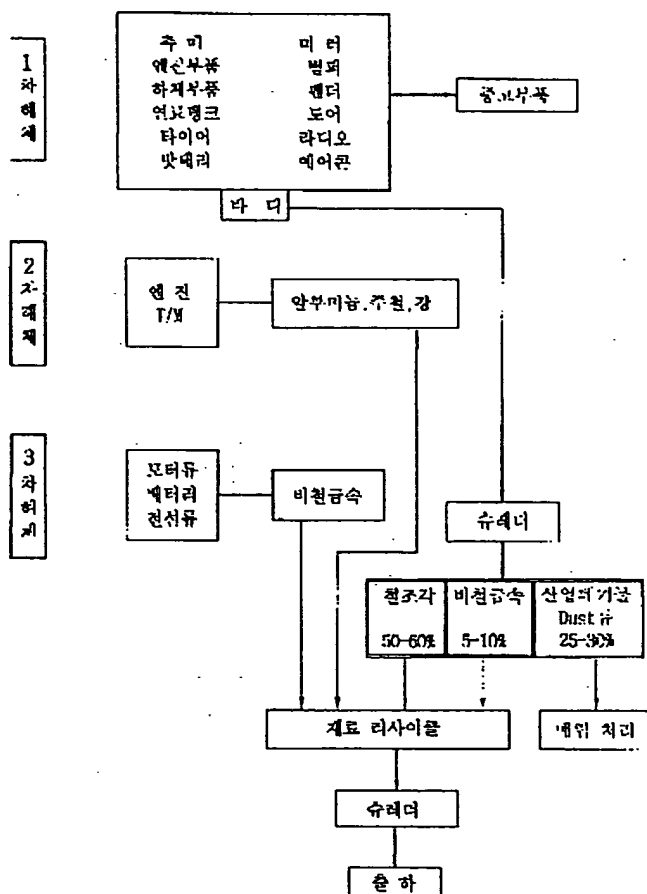 1
차
해
체
추 미
미 러
엔진부품
범퍼
하체부품
펜더
연료탱크
도어
타이어
라디오
밧데리
에어콘
중고부품
바 디
2
차
해
체
엔 진
T/M
알루미늄,주철,강
3
차
해
체
모터류
배터리
전선류
비철금속
슈레더
철조각
50-60%
비철금속
5-10%
산업폐기물
Dust 류
25-30%
재료 리사이클
매립 처리
슈레더
출 하